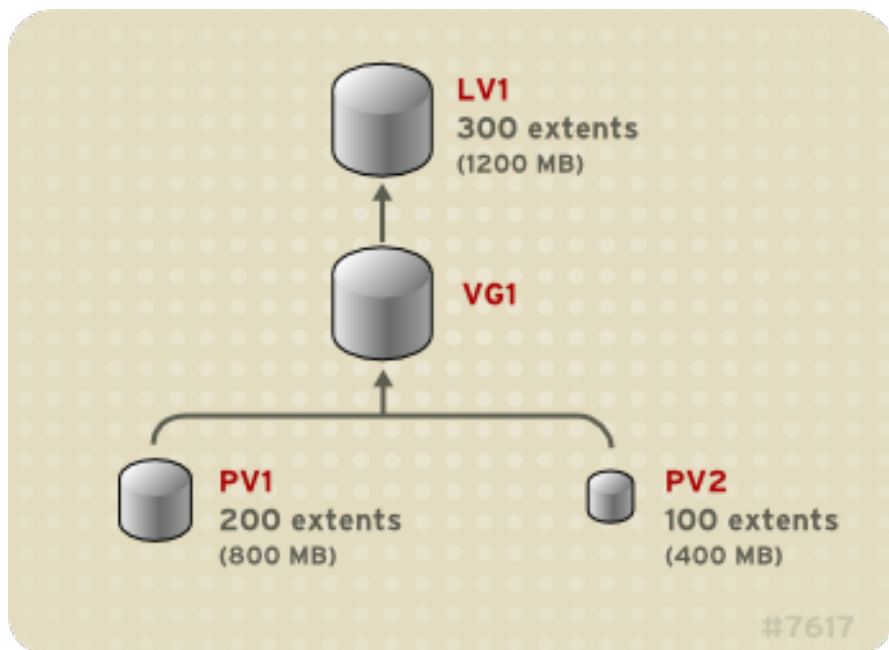 LV1
300 extents
(1200 MB)
VG1
PV1
200 extents
(800 MB)
PV2
100 extents
(400 MB)
#7617